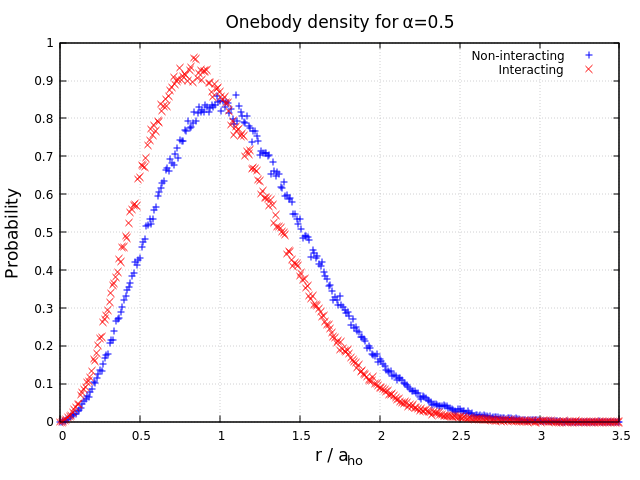 Onebody density for α=0.5
Non-interacting
Interacting
Probability
1
0.9
0.8
0.7
0.6
0.5
0.4
0.3
0.2
0.1
0
0 0.5 1 1.5 2 2.5 3 3.5
r / aho